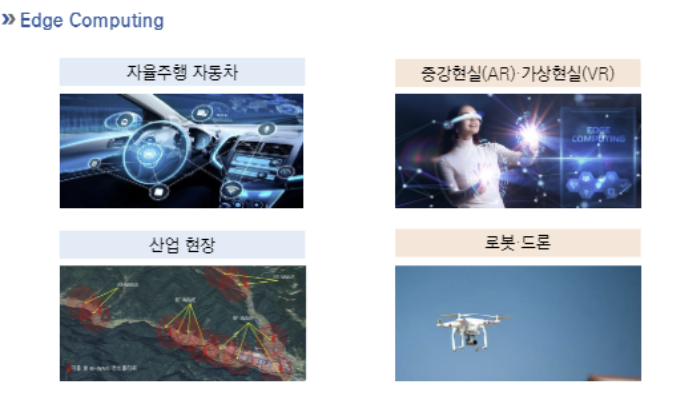 » Edge Computing
자율주행 자동차
증강현실(AR)·가상현실(VR)
EDGE
COMPUTING
산업 현장
로봇·드론